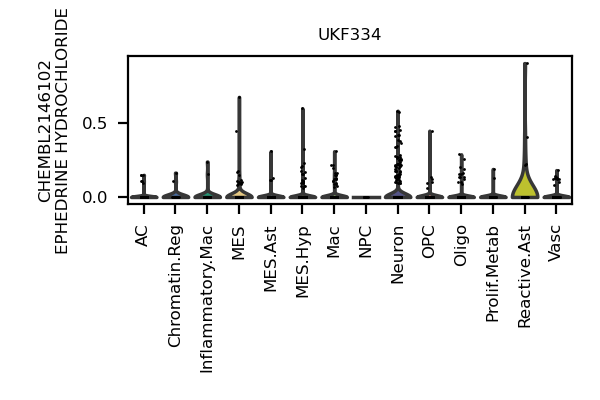 UKF334
CHEMBL2146102
EPHEDRINE HYDROCHLORIDE
0.5
0.0
AC
Chromatin.Reg
Inflammatory.Mac
MES
MES.Ast
MES.Hyp
Mac
NPC
Neuron
OPC
Oligo
Prolif.Metab
Reactive.Ast
Vasc